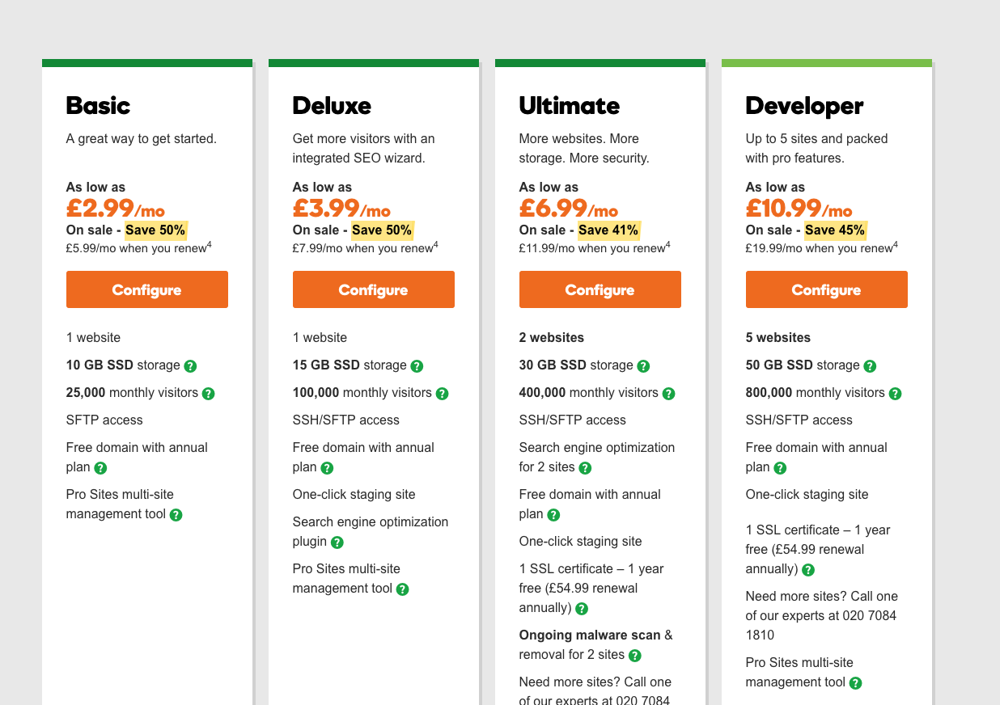 Basic
A great way to get started.
As low as
£2.99/mo
On sale - Save 50%
£5.99/mo when you renew4
Configure
1 website
10 GB SSD storage ?
25,000 monthly visitors ?
SFTP access
Free domain with annual
plan ?
Pro Sites multi-site
management tool ?
Deluxe
Get more visitors with an
integrated SEO wizard.
As low as
£3.99/mo
On sale - Save 50%
£7.99/mo when you renew4
Configure
1 website
15 GB SSD storage ?
100,000 monthly visitors ?
SSH/SFTP access
Free domain with annual
plan ?
One-click staging site
Search engine optimization
plugin ?
Pro Sites multi-site
management tool ?
Ultimate
More websites. More
storage. More security.
As low as
£6.99/mo
On sale - Save 41%
£11.99/mo when you renew4
Configure
2 websites
30 GB SSD storage ?
400,000 monthly visitors ?
SSH/SFTP access
Search engine optimization
for 2 sites ?
Free domain with annual
plan ?
One-click staging site
1 SSL certificate – 1 year
free (£54.99 renewal
annually) ?
Ongoing malware scan &
removal for 2 sites ?
Need more sites? Call one
of our experts at 020 7084
Developer
Up to 5 sites and packed
with pro features.
As low as
£10.99/mo
On sale - Save 45%
£19.99/mo when you renew4
Configure
5 websites
50 GB SSD storage ?
800,000 monthly visitors ?
SSH/SFTP access
Free domain with annual
plan ?
One-click staging site
1 SSL certificate – 1 year
free (£54.99 renewal
annually) ?
Need more sites? Call one
of our experts at 020 7084
1810
Pro Sites multi-site
management tool ?